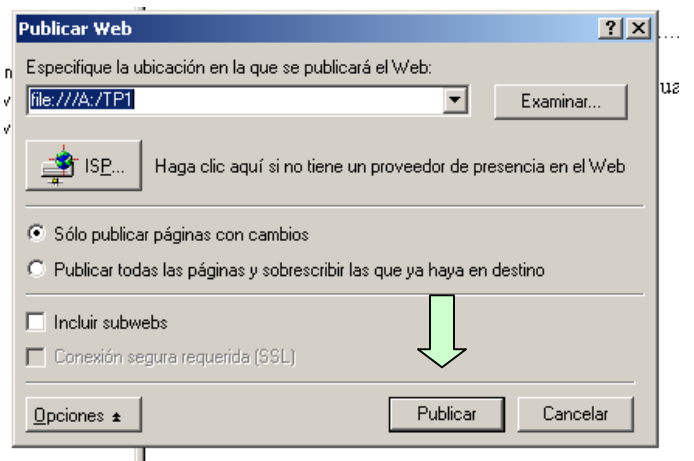 Publicar Web
Especifique la ubicación en la que se publicará el Web:
file:///A:/TP1
Examinar...
ISP...
Haga clic aquí si no tiene un proveedor de presencia en el Web
Sólo publicar páginas con cambios
Publicar todas las páginas y sobrescribir las que ya haya en destino
Incluir subwebs
Conexión segura requerida (SSL)
Opciones
Publicar
Cancelar